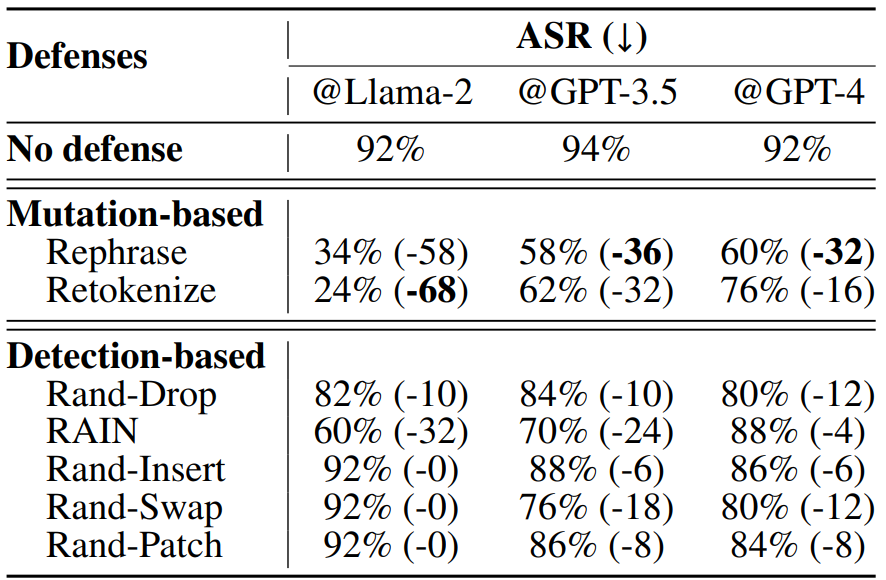 Defenses ASR (↓)
@Llama-2 @GPT-3.5 @GPT-4
No defense 92% 94% 92%
Mutation-based
Rephrase 34% (-58) 58% (-36) 60% (-32)
Retokenize 24% (-68) 62% (-32) 76% (-16)
Detection-based
Rand-Drop 82% (-10) 84% (-10) 80% (-12)
RAIN 60% (-32) 70% (-24) 88% (-4)
Rand-Insert 92% (-0) 88% (-6) 86% (-6)
Rand-Swap 92% (-0) 76% (-18) 80% (-12)
Rand-Patch 92% (-0) 86% (-8) 84% (-8)